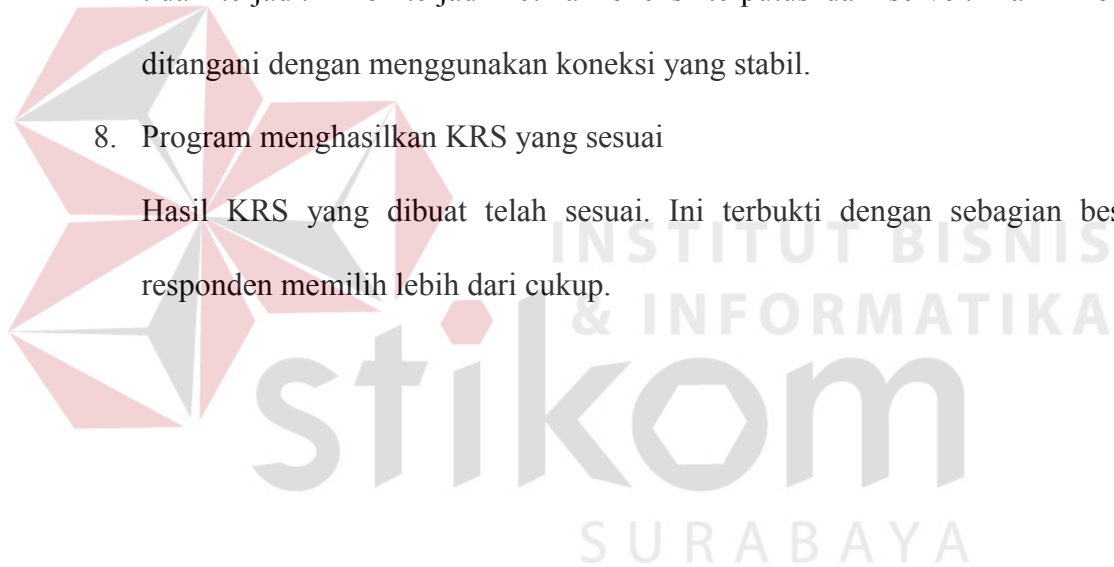 ditangani dengan menggunakan koneksi yang stabil.
8. Program menghasilkan KRS yang sesuai
Hasil KRS yang dibuat telah sesuai. Ini terbukti dengan sebagian
responden memilih lebih dari cukup.
INSTITUT BISNIS
& INFORMATIKA
stikom
SURABAYA